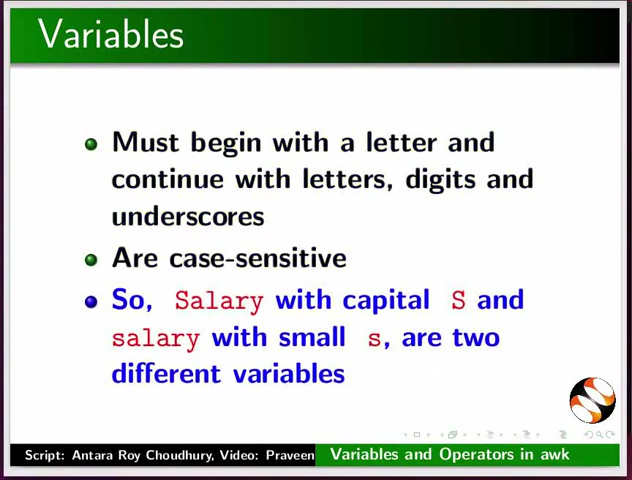 Variables
Must begin with a letter and
continue with letters, digits and
underscores
Are case-sensitive
So, Salary with capital S and
salary with small s, are two
different variables
Script: Antara Roy Choudhury, Video: Praveen
Variables and Operators in awk